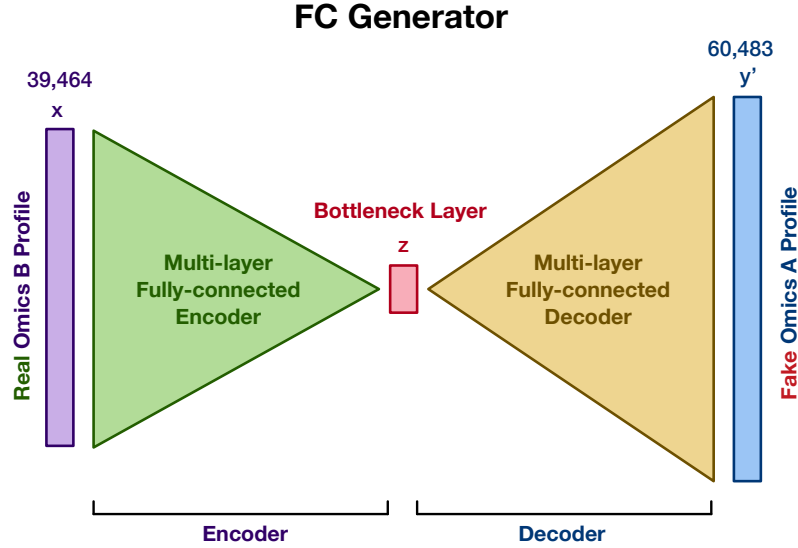 FC Generator
39,464
x
60,483
y’
Real Omics B Profile
Multi-layer
Fully-connected
Encoder
Bottleneck Layer
z
Multi-layer
Fully-connected
Decoder
Fake Omics A Profile
Encoder
Decoder